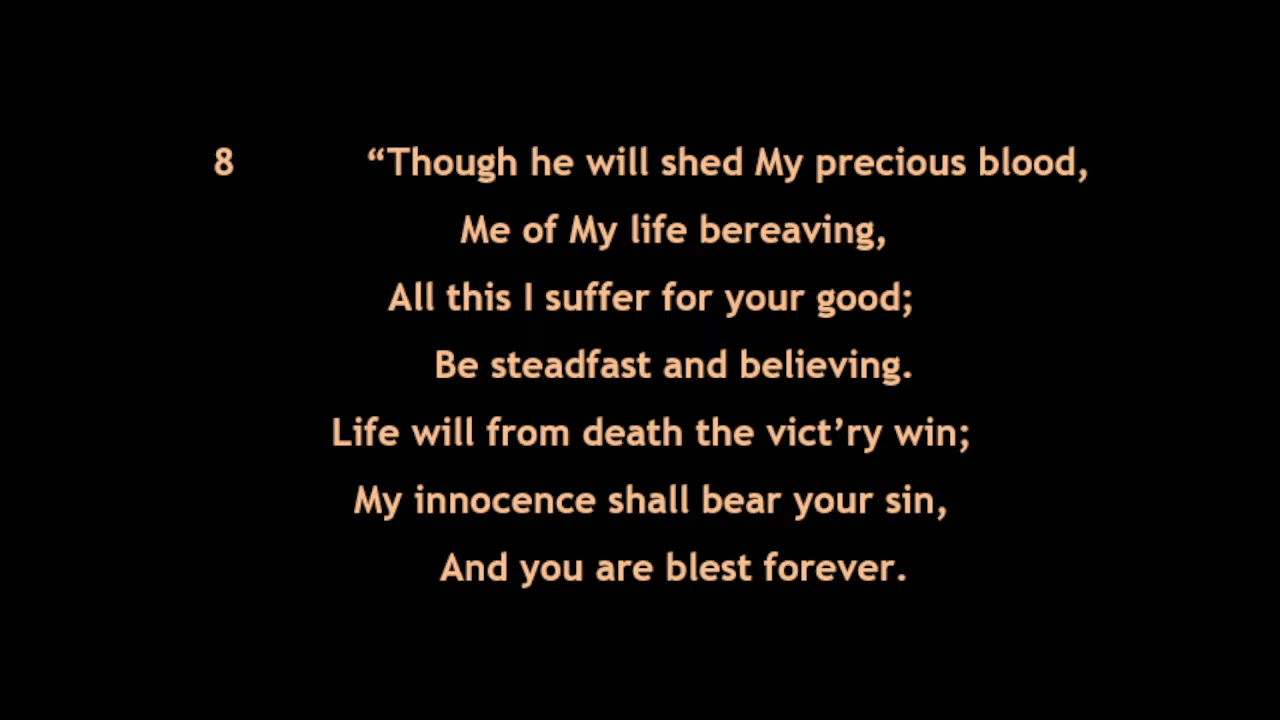 8 “Though he will shed My precious blood,
Me of My life bereaving,
All this I suffer for your good;
Be steadfast and believing.
Life will from death the vict’ry win;
My innocence shall bear your sin,
And you are blest forever.